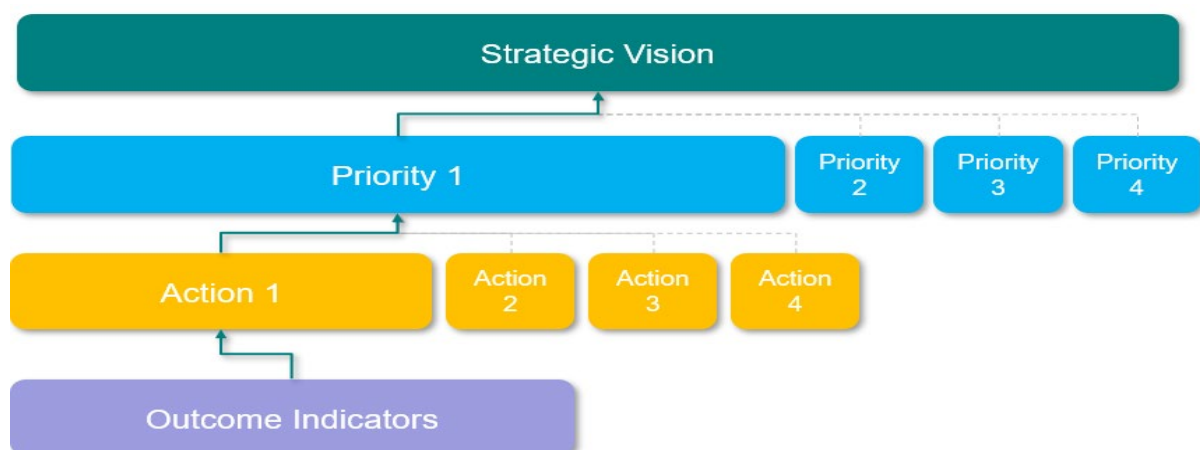 Strategic Vision
Priority 1
Priority
2
Priority
3
Priority
4
Action 1
Action
2
Action
3
Action
4
Outcome Indicators